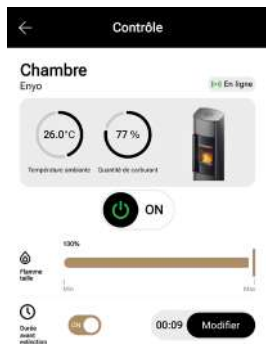 Contrôle
Chambre
Enyo
En ligne
26.0°C
77 %
Température ambiante
Quantité de carburant
ON
100%
Flamme
taille
Min
Max
Durée
avant
extinction
ON
00:09
Modifier